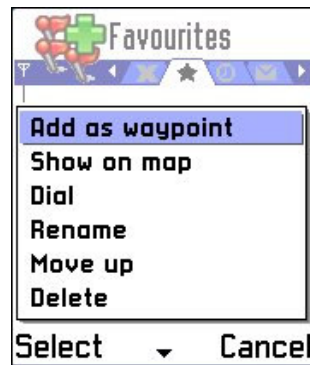 Favourites
Add as waypoint
Show on map
Dial
Rename
Move up
Delete
Select Cancel